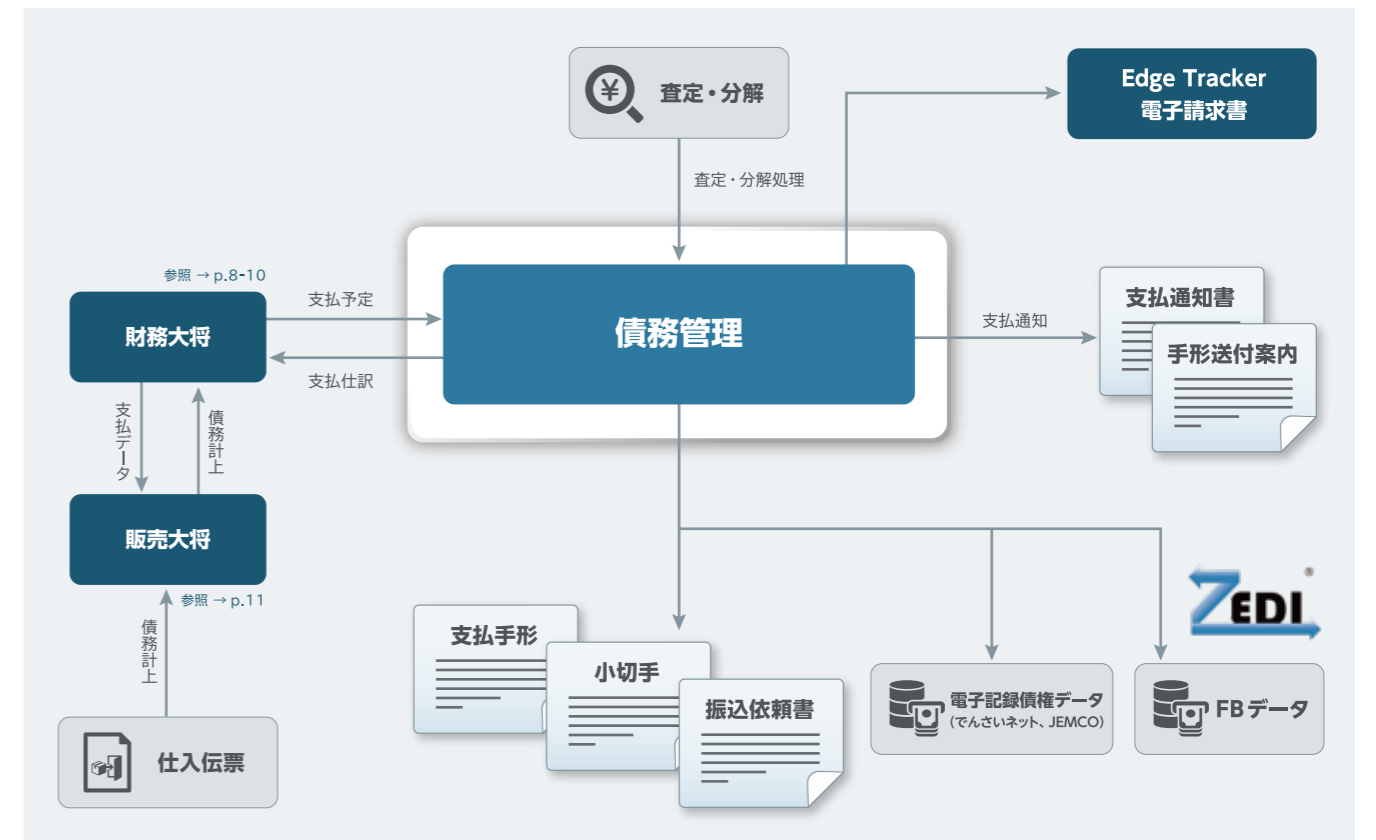 査定・分解
Edge Tracker
電子請求書
査定・分解処理
参照 → p.8-10
財務大将
支払予定
支払仕訳
債務管理
支払通知
支払通知書
手形送付案内
支払データ
債務計上
販売大将
参照 → p.11
債務計上
仕入伝票
支払手形
小切手
振込依頼書
電子記録債権データ
(でんさいネット、JEMCO)
ZEDI
®
FBデータ